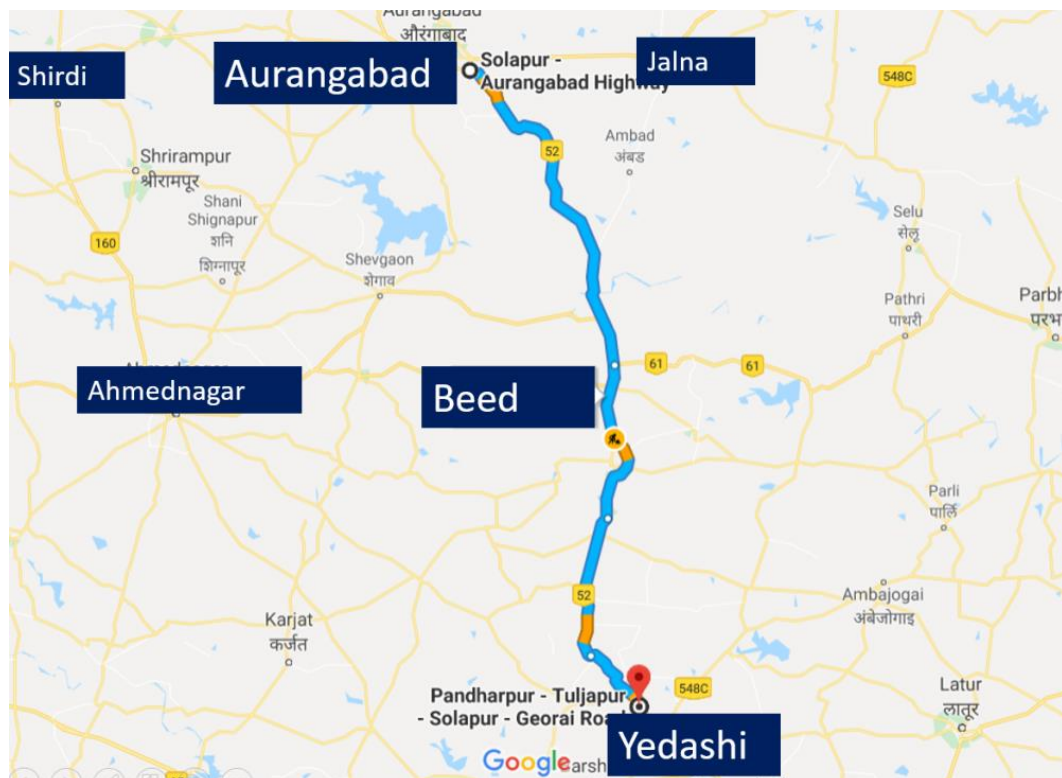 Aurangabad
औरंगाबाद
Shirdi
Aurangabad
Solapur -
Aurangabad Highway
Jalna
548C
52
Ambad
अंबड
Shrirampur
श्रीरामपूर
Shani
Shignapur
शनि
शिग्नापूर
160
Shevgaon
शेगाव
Selu
सेलू
Pathri
पाथरी
Parbh
परभ
61
61
Ahmednagar
Beed
Parli
पार्लि
52
Ambajogai
अंबेजोगाइ
Karjat
कर्जत
Pandharpur - Tuljapur
- Solapur - Georai Road
548C
Latur
लातूर
Yedashi
Google
arsh